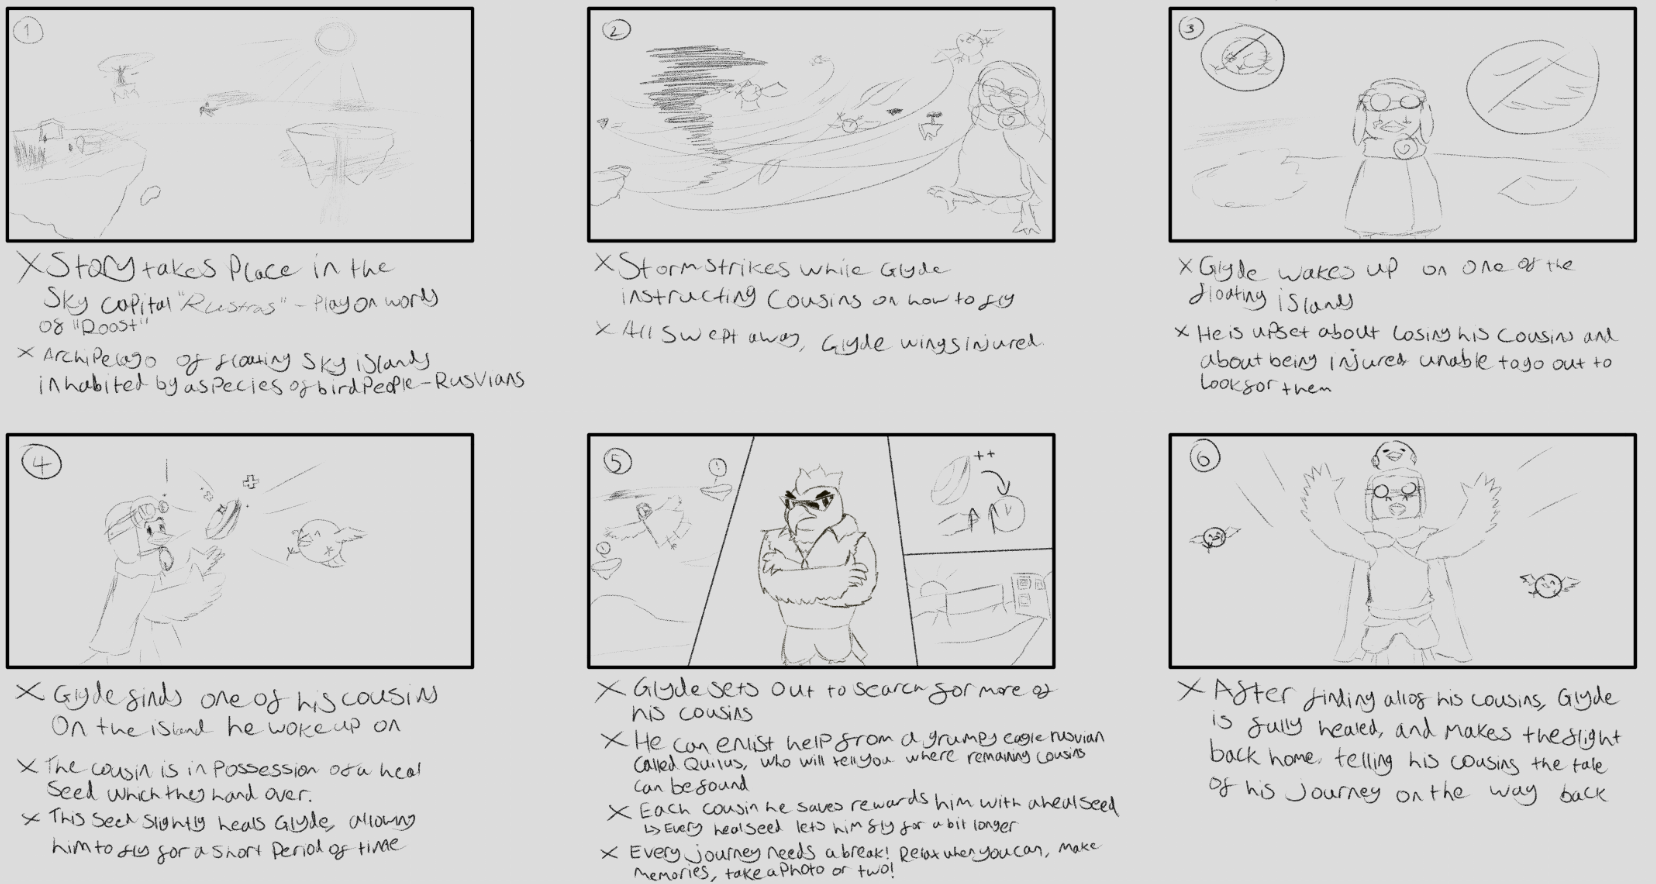 1
X Story takes Place in the
Sky capital "Rustras" - Play on words
of "Roost"
X Archipelago of floating Sky islands
inhabited by a species of bird People - Rusvians
2
X Storm strikes while Glyde
instructing Cousins on how to fly
X All Swept away, Glyde wings injured.
3
X Glyde wakes up on one of the
floating islands
X He is upset about losing his Cousins and
about being injured unable to go out to
look for them
4
X Glyde finds one of his cousins
On the island he woke up on
X The cousin is in Possession of a heal
Seed which they hand over.
X This Seed Slightly heals Glyde, allowing
him to fly for a Short Period of time
5
!
!
++
X Glyde sets out to search for more of
his cousins
X He can enlist help from a grumpy eagle rusvian
Called Quilus, who will tell you where remaining cousins
can be found
X Each cousin he saves rewards him with a heal seed
↳ Every heal seed lets him fly for a bit longer
X Every journey needs a break! Relax when you can, make
memories, take a Photo or two!
6
X After finding all of his cousins, Glyde
is fully healed, and makes the flight
back home, telling his cousins the tale
of his Journey on the way back